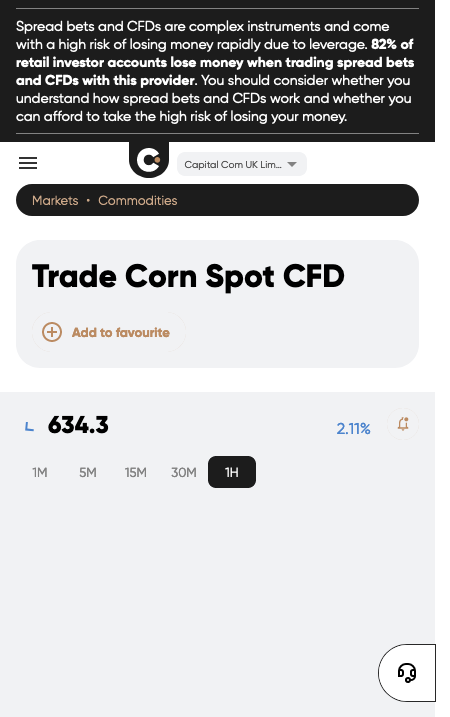 Spread bets and CFDs are complex instruments and come
with a high risk of losing money rapidly due to leverage. 82% of
retail investor accounts lose money when trading spread bets
and CFDs with this provider. You should consider whether you
understand how spread bets and CFDs work and whether you
can afford to take the high risk of losing your money.
Capital Com UK Lim...
Markets • Commodities
Trade Corn Spot CFD
Add to favourite
634.3
2.11%
1M 5M 15M 30M 1H